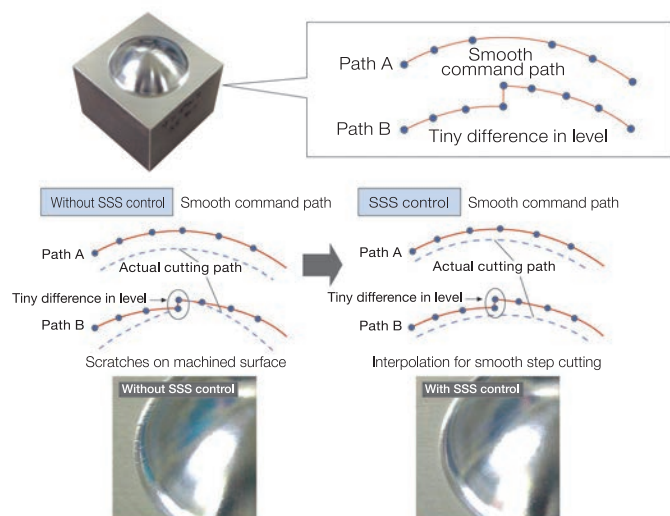 Path A
Smooth
command path
Path B
Tiny difference in level
Without SSS control
Smooth command path
Path A
Actual cutting path
Tiny difference in level
Path B
Scratches on machined surface
Without SSS control
SSS control
Smooth command path
Path A
Actual cutting path
Tiny difference in level
Path B
Interpolation for smooth step cutting
With SSS control